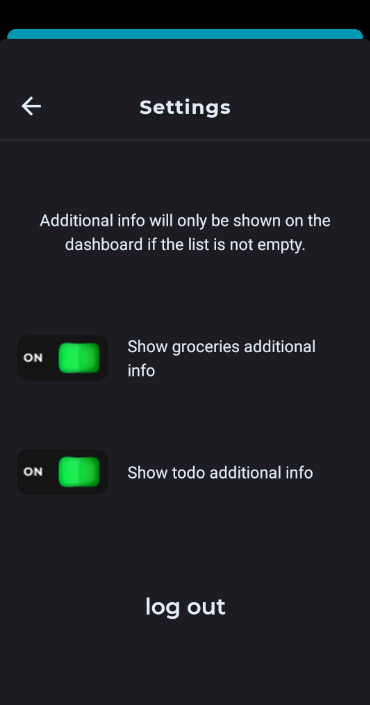 Settings
Additional info will only be shown on the
dashboard if the list is not empty.
ON
Show groceries additional
info
ON
Show todo additional info
log out